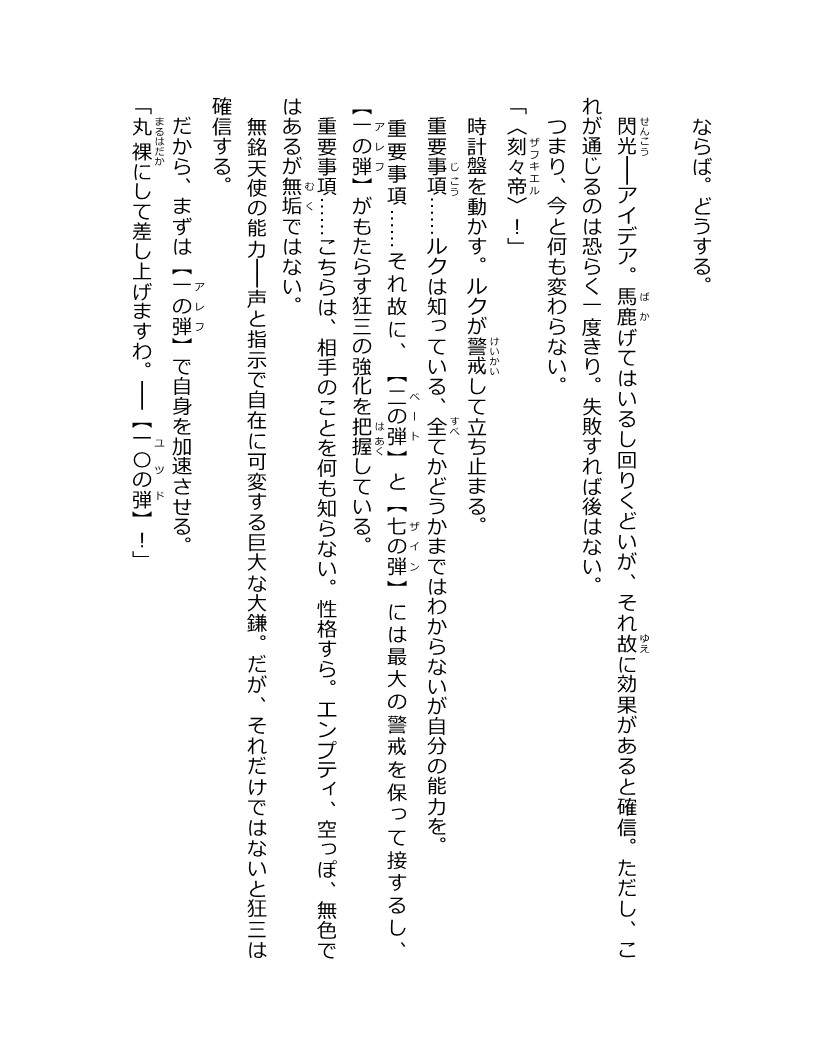 ならば。どうする。
閃光──アイデア。馬鹿げてはいるし回りくどいが、それ故に効果があると確信。ただし、こ
れが通じるのは恐らく一度きり。失敗すれば後はない。
つまり、今と何も変わらない。
「〈刻々帝〉！」
時計盤を動かす。ルクが警戒して立ち止まる。
重要事項……ルクは知っている、全てかどうかまではわからないが自分の能力を。
重要事項……それ故に、【二の弾】と【七の弾】には最大の警戒を保って接するし、
【一の弾】がもたらす狂三の強化を把握している。
重要事項……こちらは、相手のことを何も知らない。性格すら。エンプティ、空っぽ、無色で
はあるが無垢ではない。
無銘天使の能力──声と指示で自在に可変する巨大な大鎌。だが、それだけではないと狂三は
確信する。
だから、まずは【一の弾】で自身を加速させる。
「丸裸にして差し上げますわ。──【一〇の弾】！」